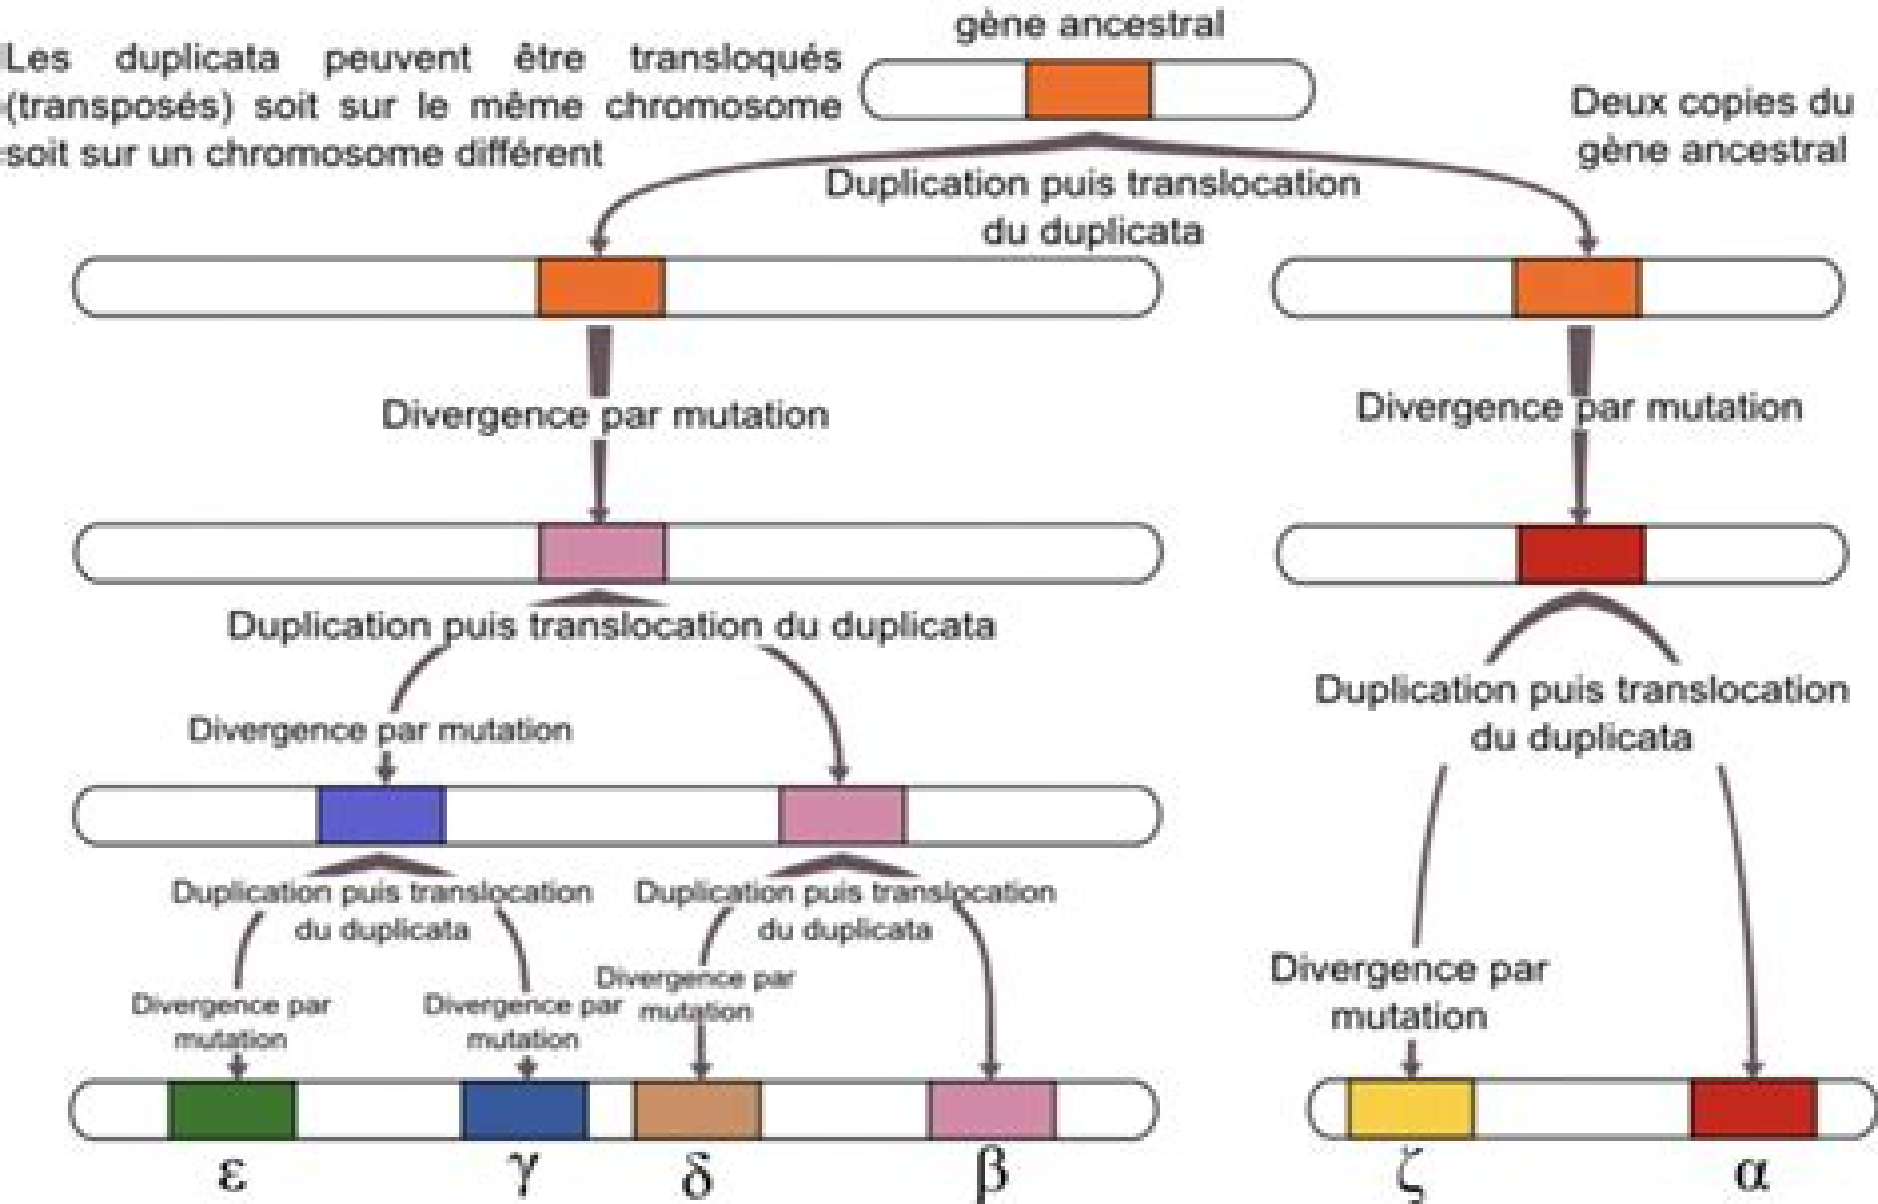 gène ancestral
Les duplicata peuvent être transloqués
(transposés) soit sur le même chromosome
soit sur un chromosome différent
Deux copies du
gène ancestral
Duplication puis translocation
du duplicata
Divergence par mutation
Divergence par mutation
Duplication puis translocation du duplicata
Duplication puis translocation
du duplicata
Divergence par mutation
Duplication puis translocation
du duplicata
Duplication puis translocation
du duplicata
Divergence par
mutation
Divergence par
mutation
Divergence par
mutation
Divergence par
mutation
ε γ δ β ζ α